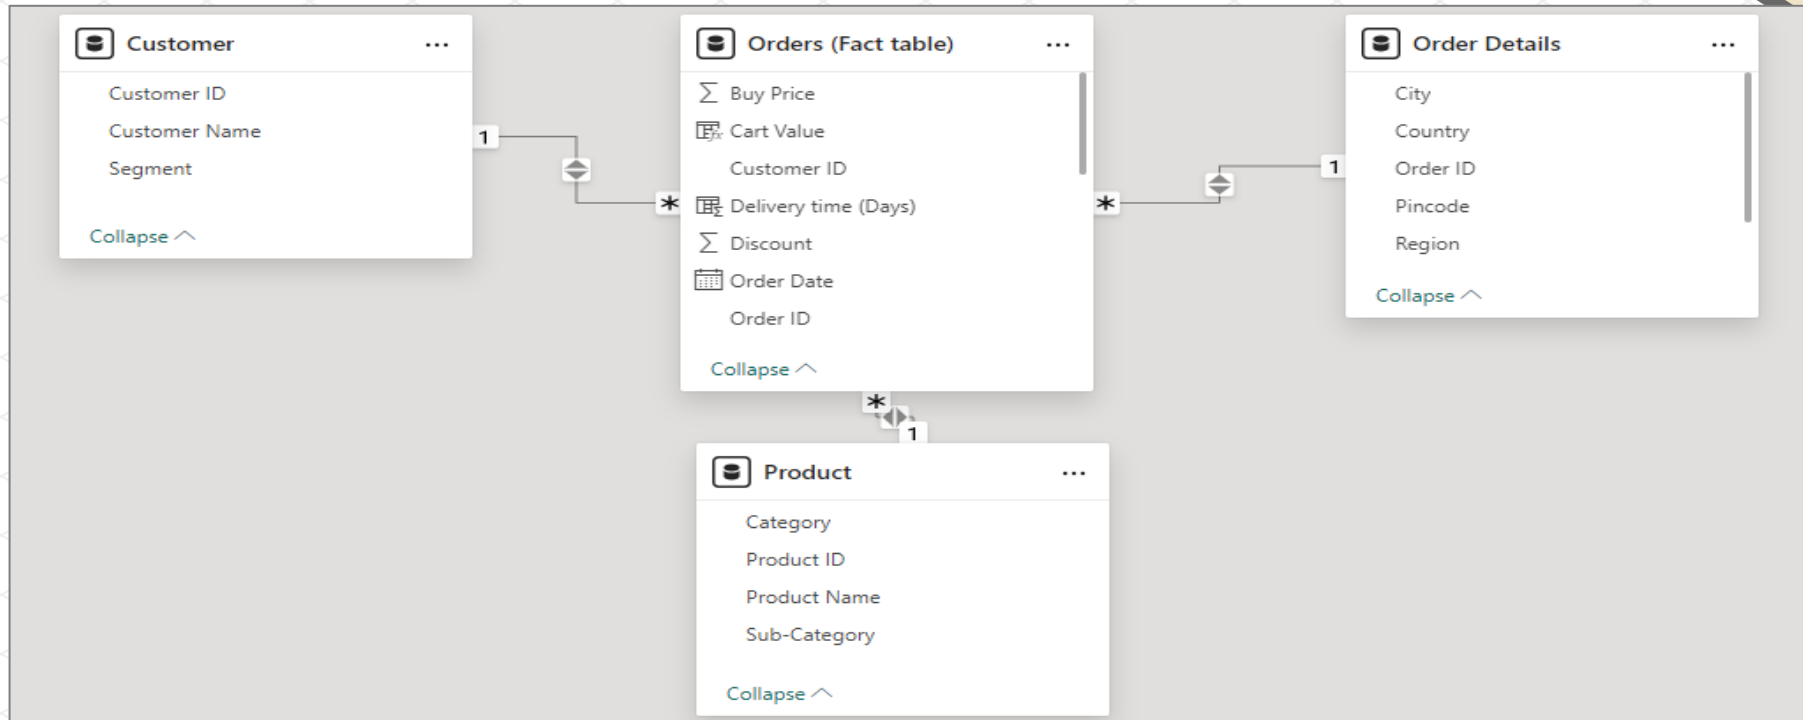 Customer
...
Customer ID
Customer Name
Segment
Collapse
1
*
Orders (Fact table)
...
Buy Price
Cart Value
Customer ID
Delivery time (Days)
Discount
Order Date
Order ID
Collapse
*
1
Order Details
...
City
Country
Order ID
Pincode
Region
Collapse
*
1
Product
...
Category
Product ID
Product Name
Sub-Category
Collapse